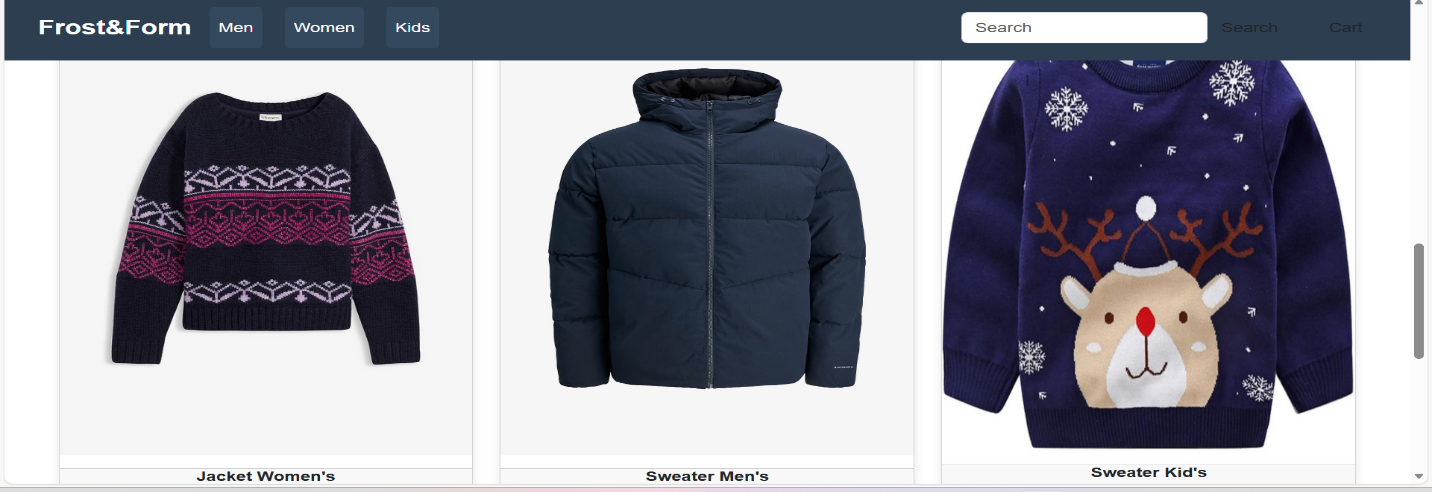 Frost&Form
Men
Women
Kids
Search
Search
Cart
Jacket Women's
Sweater Men's
Sweater Kid's